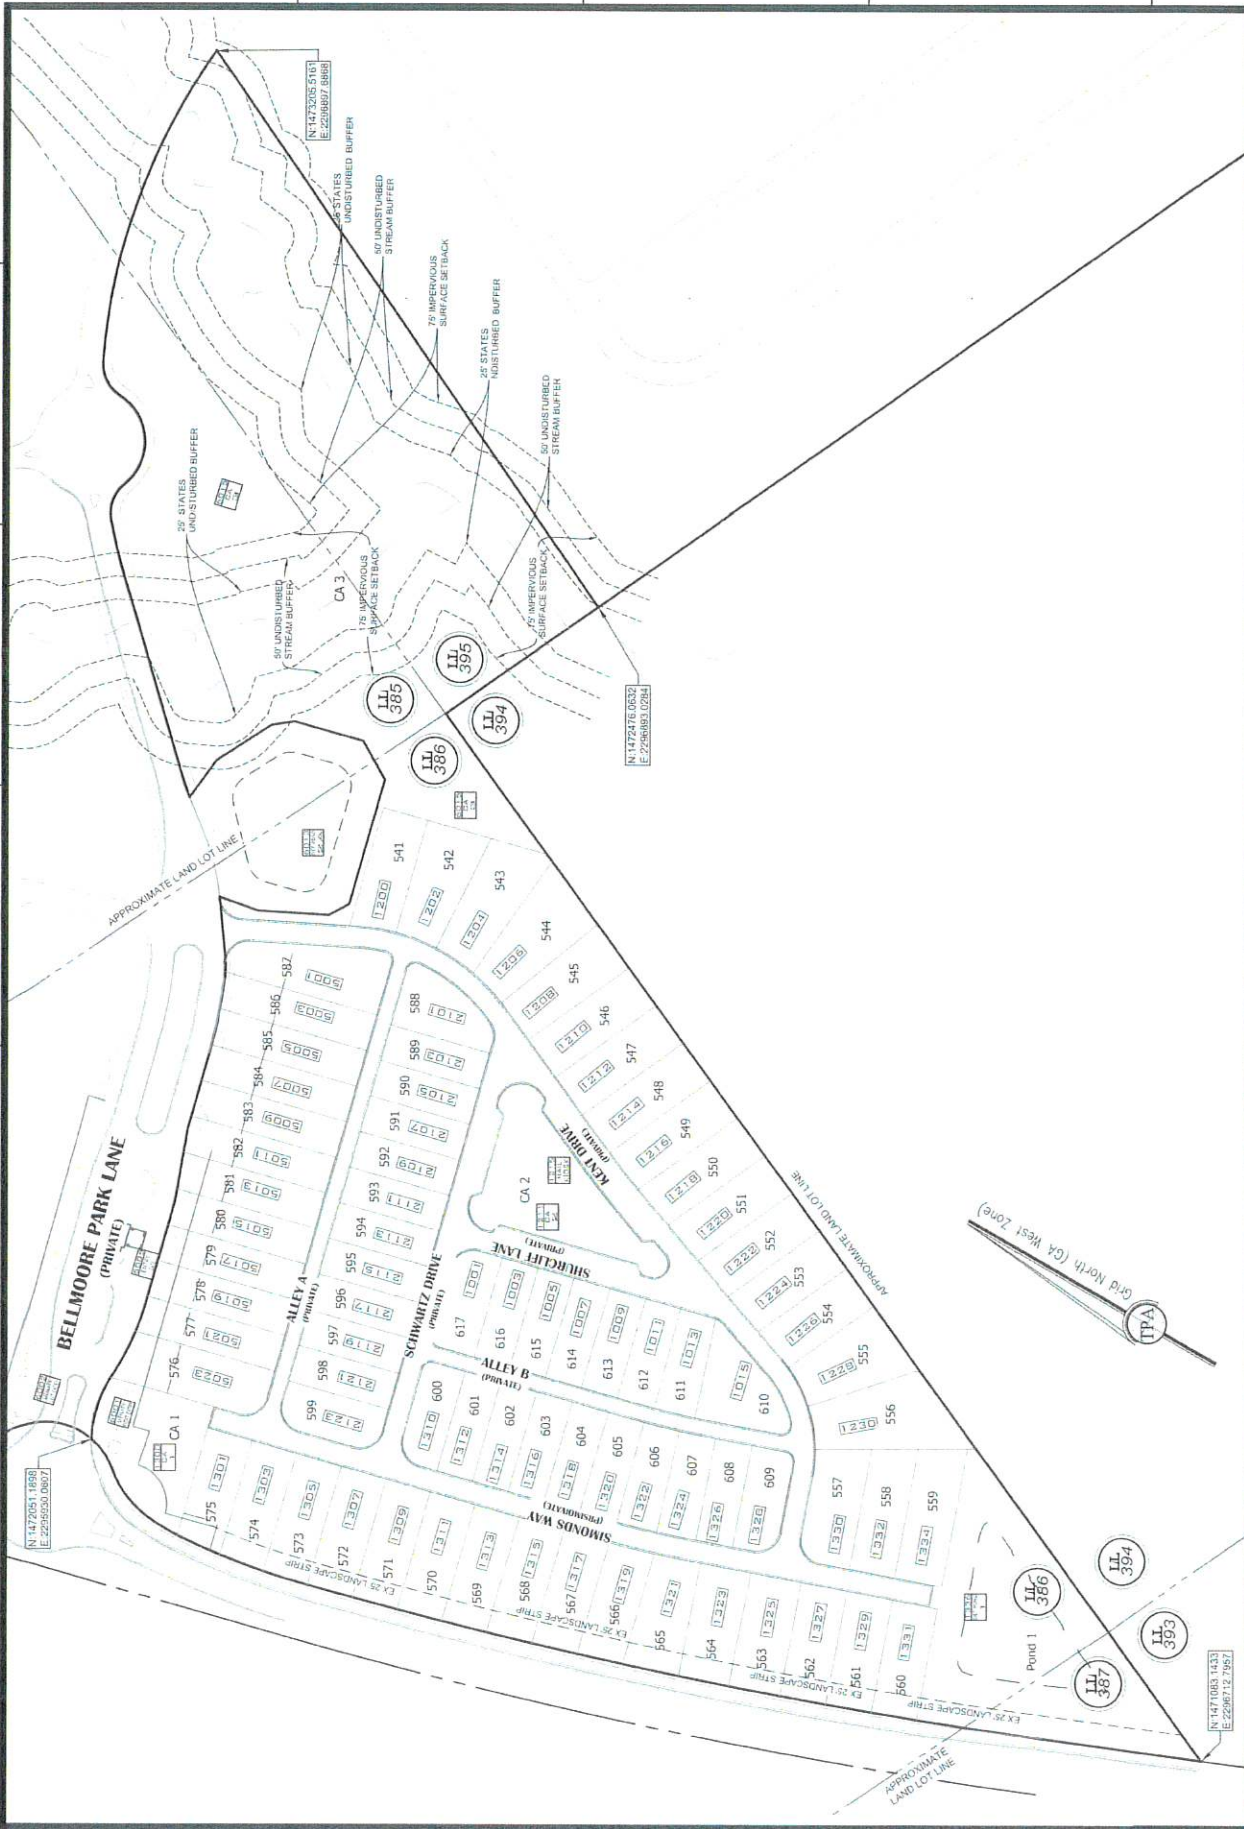 N:1473205.5161
E:2296897.6868
25' STATES
UNDISTURBED BUFFER
50' UNDISTURBED
STREAM BUFFER
75' IMPERVIOUS
SURFACE SETBACK
25' STATES
NDISTURBED BUFFER
50' UNDISTURBED
STREAM BUFFER
25' STATES
UNDISTURBED BUFFER
50' UNDISTURBED
STREAM BUFFER
CA 3
75' IMPERVIOUS
SURFACE SETBACK
75' IMPERVIOUS
SURFACE SETBACK
LL
385
LL
395
LL
386
LL
394
N:1472476.0632
E:2296893.0284
APPROXIMATE LAND LOT LINE
1200
541
1202
542
1204
543
1206
544
1208
545
1210
546
1212
547
1214
548
1216
549
1218
550
1220
551
1222
552
1224
553
1226
554
1228
555
1230
556
APPROXIMATE LAND LOT LINE
587
5001
586
5003
585
5005
584
5007
583
5009
582
5011
581
5013
580
5015
579
5017
578
5019
577
5021
576
5023
588
2101
589
2103
590
2105
591
2107
592
2109
593
2111
594
2113
595
2115
596
2117
597
2119
598
2121
599
2123
BELLMOORE PARK LANE
(PRIVATE)
ALLEY A
(PRIVATE)
SCHWARTZ DRIVE
(PRIVATE)
KENT DRIVE
(PRIVATE)
CA 2
SHURCLIFF LANE
(PRIVATE)
617
1001
616
1003
615
1005
614
1007
613
1009
612
1011
611
1013
610
1015
ALLEY B
(PRIVATE)
600
1310
601
1312
602
1314
603
1316
604
1318
605
1320
606
1322
607
1324
608
1326
609
1328
SIMONDS WAY
CA 1
N:1472051.1898
E:2295930.0607
575
1301
574
1303
573
1305
572
1307
571
1309
570
1311
569
1313
568
1315
567
1317
566
1319
565
1321
564
1323
563
1325
562
1327
561
1329
560
1331
557
1330
558
1332
559
1334
EX 25' LANDSCAPE STRIP
EX 25' LANDSCAPE STRIP
EX 25' LANDSCAPE STRIP
EX 25' LANDSCAPE STRIP
Pond 1
LL
386
LL
394
LL
387
LL
393
APPROXIMATE
LAND LOT LINE
N:1471083.1433
E:2296712.7957
Grid North (GA West Zone)
TPA